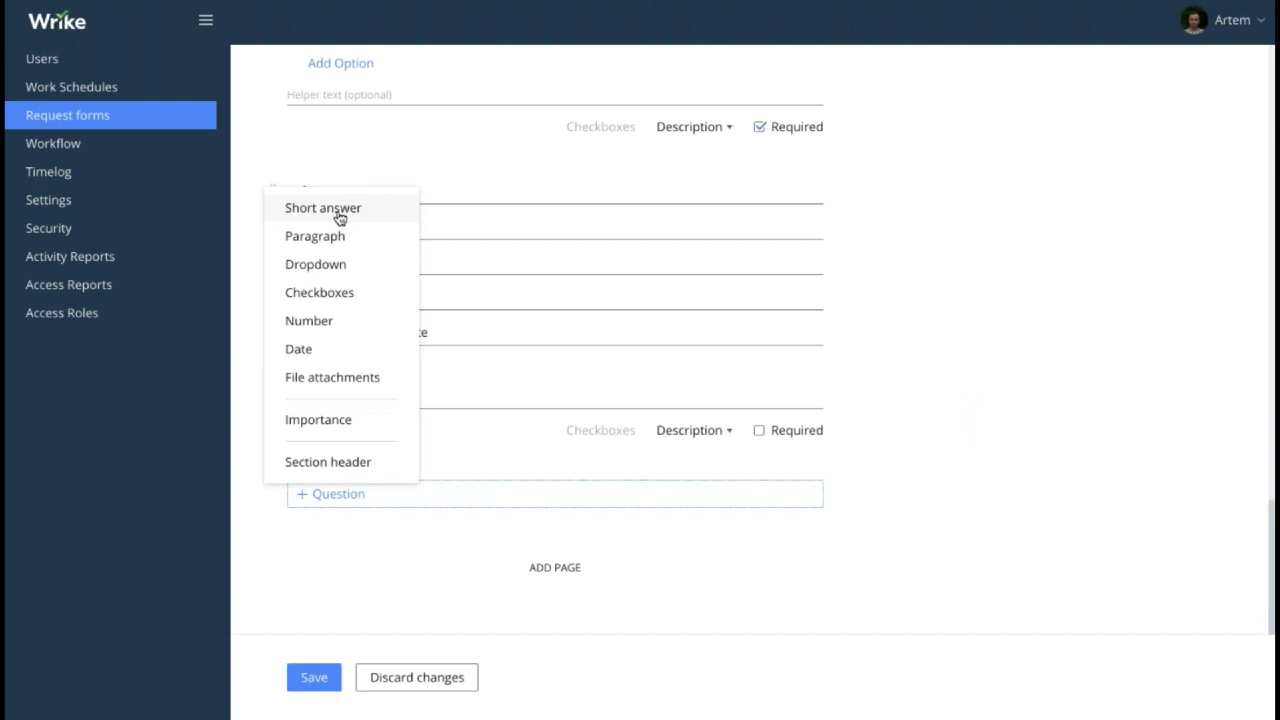 Wrike
Artem
Users
Work Schedules
Request forms
Workflow
Timelog
Settings
Security
Activity Reports
Access Reports
Access Roles
Add Option
Helper text (optional)
Checkboxes Description Required
Short answer
Paragraph
Dropdown
Checkboxes
Number
Date
File attachments
Importance
Section header
Checkboxes Description Required
+ Question
ADD PAGE
Save Discard changes